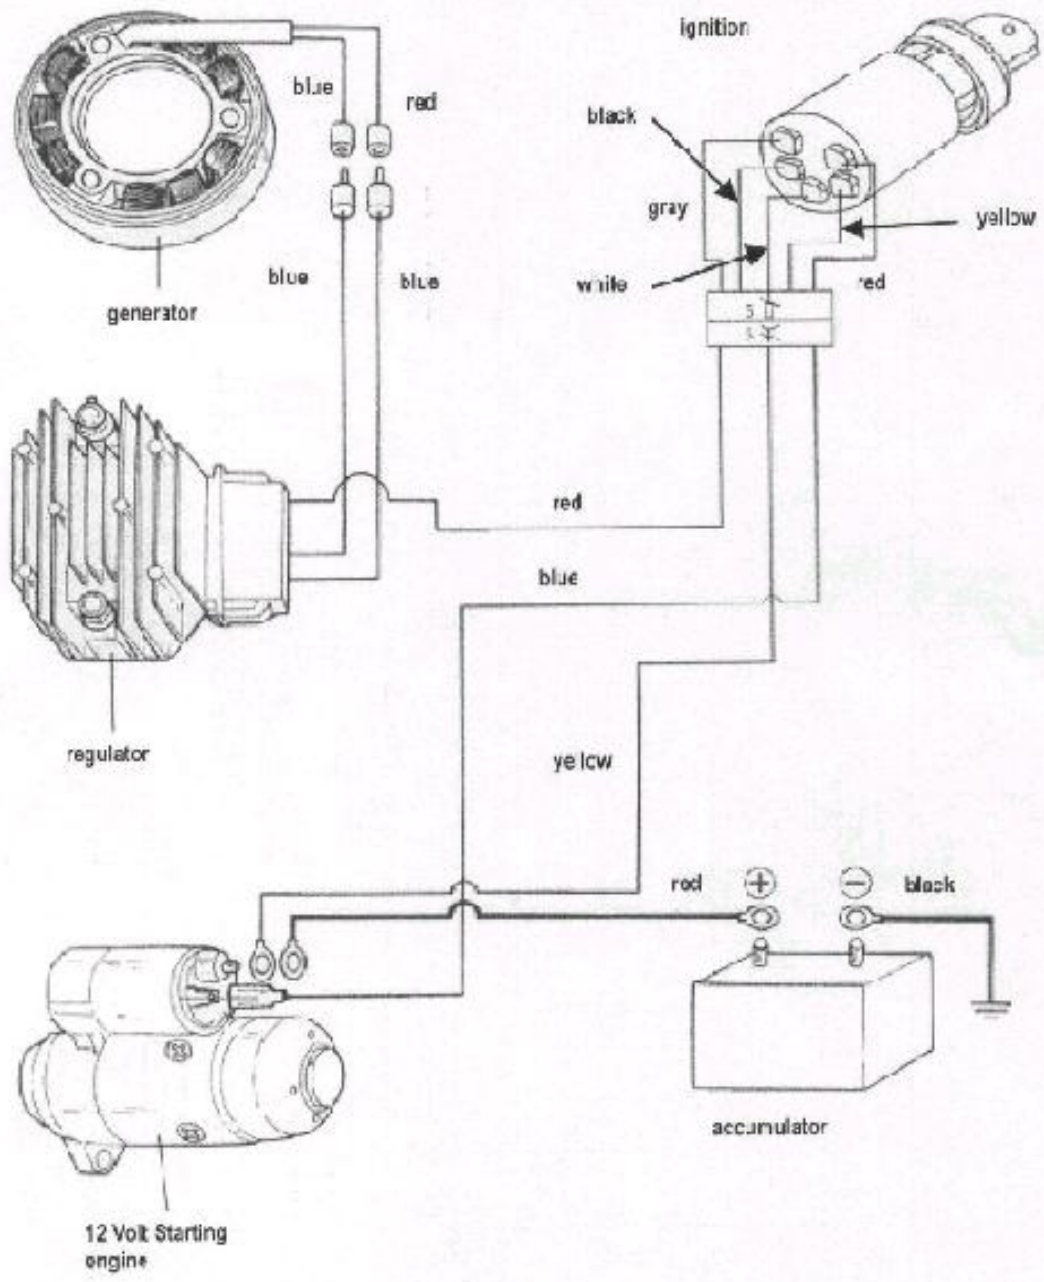 ignition
blue
red
black
gray
yellow
blue
blue
white
red
generator
red
blue
regulator
yellow
red
+
−
black
accumulator
12 Volt Starting
engine